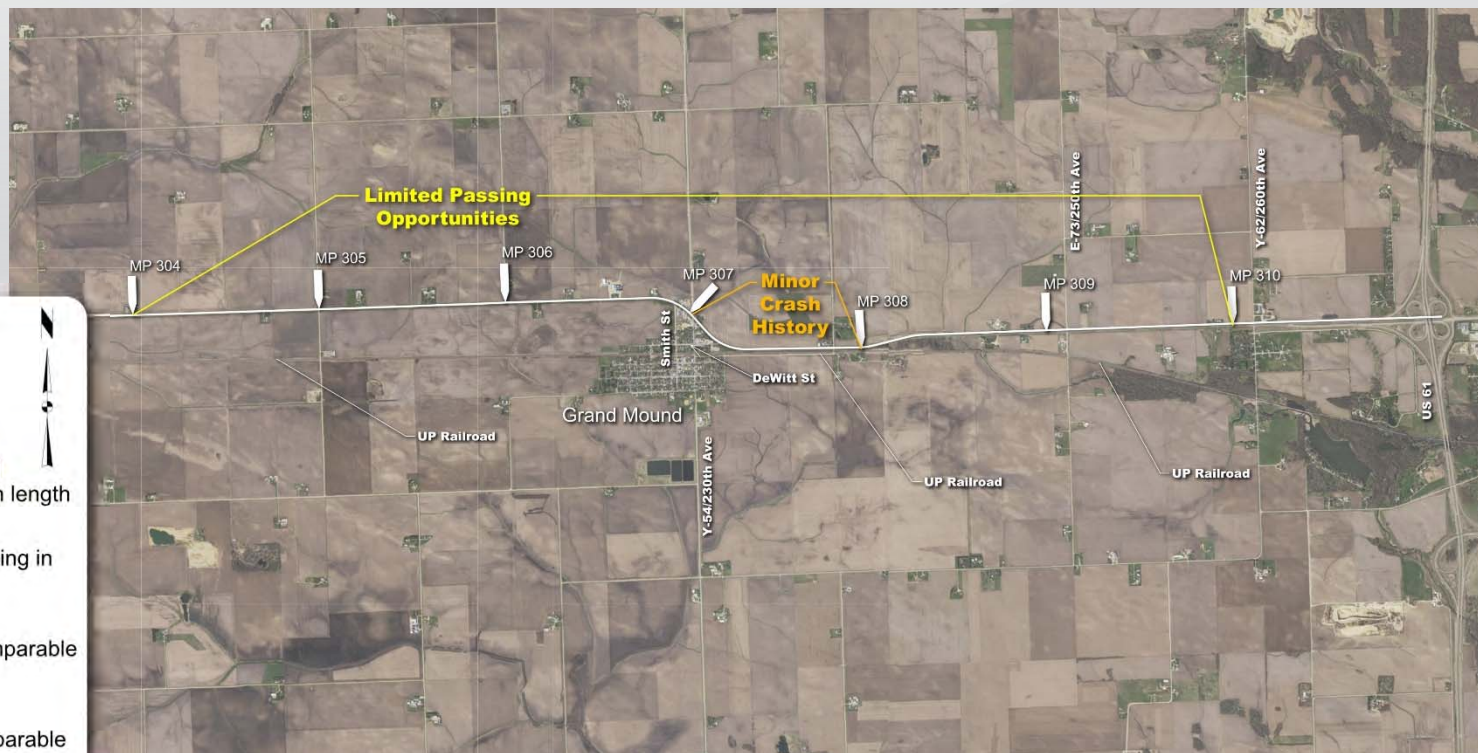 Limited Passing
Opportunities
MP 304
MP 305
MP 306
MP 307
Minor
Crash
History
MP 308
MP 309
MP 310
E-73/250th Ave
Y-62/260th Ave
US 61
Smith St
DeWitt St
Grand Mound
Y-54/230th Ave
UP Railroad
UP Railroad
UP Railroad
N
length
ing in
parable
parable